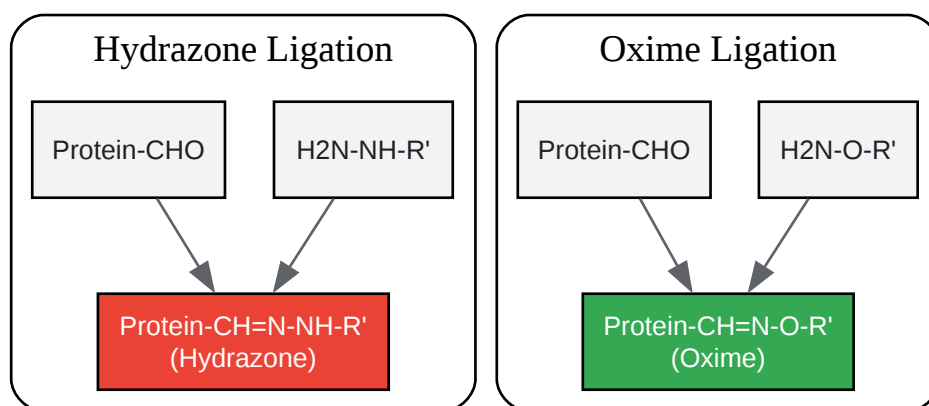 Hydrazone Ligation
Protein-CHO
H2N-NH-R'
Protein-CH=N-NH-R'
(Hydrazone)
Oxime Ligation
Protein-CHO
H2N-O-R'
Protein-CH=N-O-R'
(Oxime)